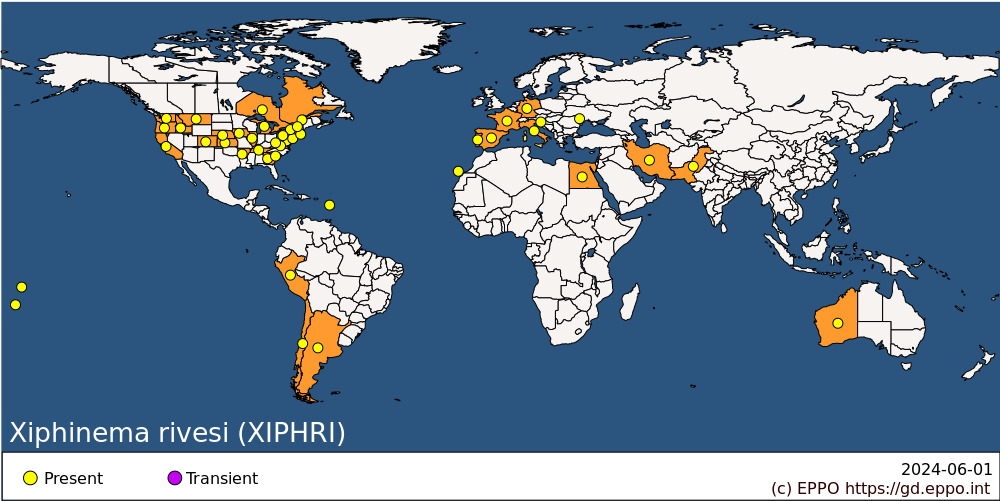 Xiphinema rivesi (XIPHRI)
Present
Transient
2024-06-01
(c) EPPO https://gd.eppo.int